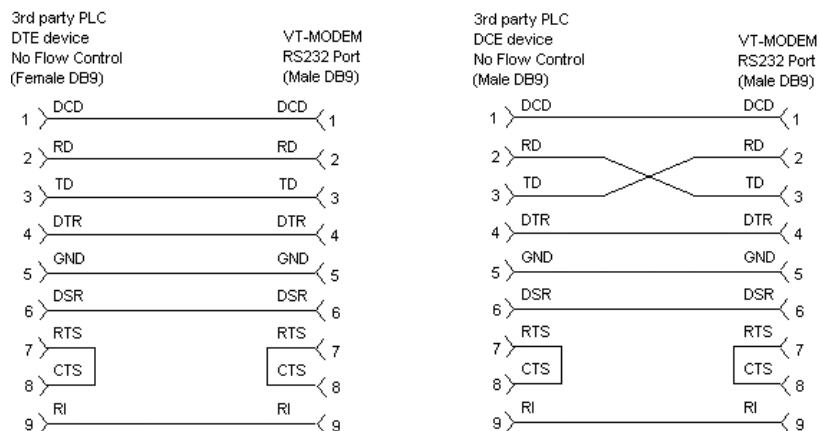 3rd party PLC
DTE device
No Flow Control
(Female DB9)
VT-MODEM
RS232 Port
(Male DB9)
1 DCD DCD 1
2 RD RD 2
3 TD TD 3
4 DTR DTR 4
5 GND GND 5
6 DSR DSR 6
7 RTS RTS 7
8 CTS CTS 8
9 RI RI 9
3rd party PLC
DCE device
No Flow Control
(Male DB9)
VT-MODEM
RS232 Port
(Male DB9)
1 DCD DCD 1
2 RD RD 2
3 TD TD 3
4 DTR DTR 4
5 GND GND 5
6 DSR DSR 6
7 RTS RTS 7
8 CTS CTS 8
9 RI RI 9